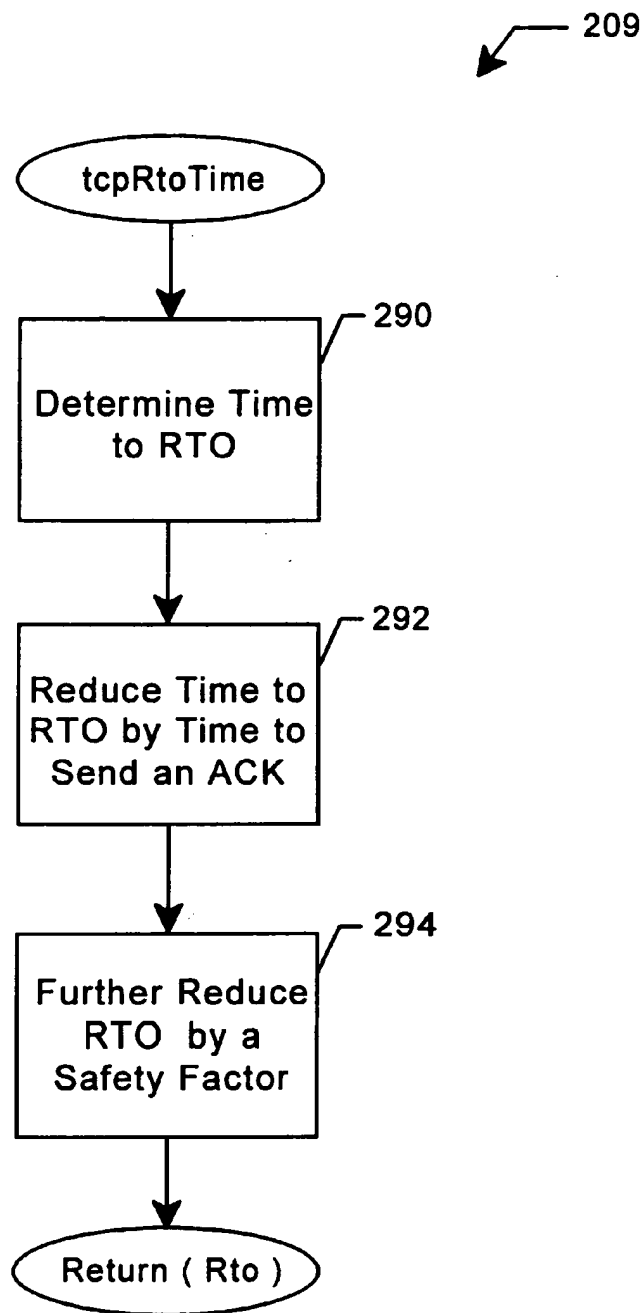 209
tcpRtoTime
290
Determine Time
to RTO
292
Reduce Time to
RTO by Time to
Send an ACK
294
Further Reduce
RTO by a
Safety Factor
Return ( Rto )